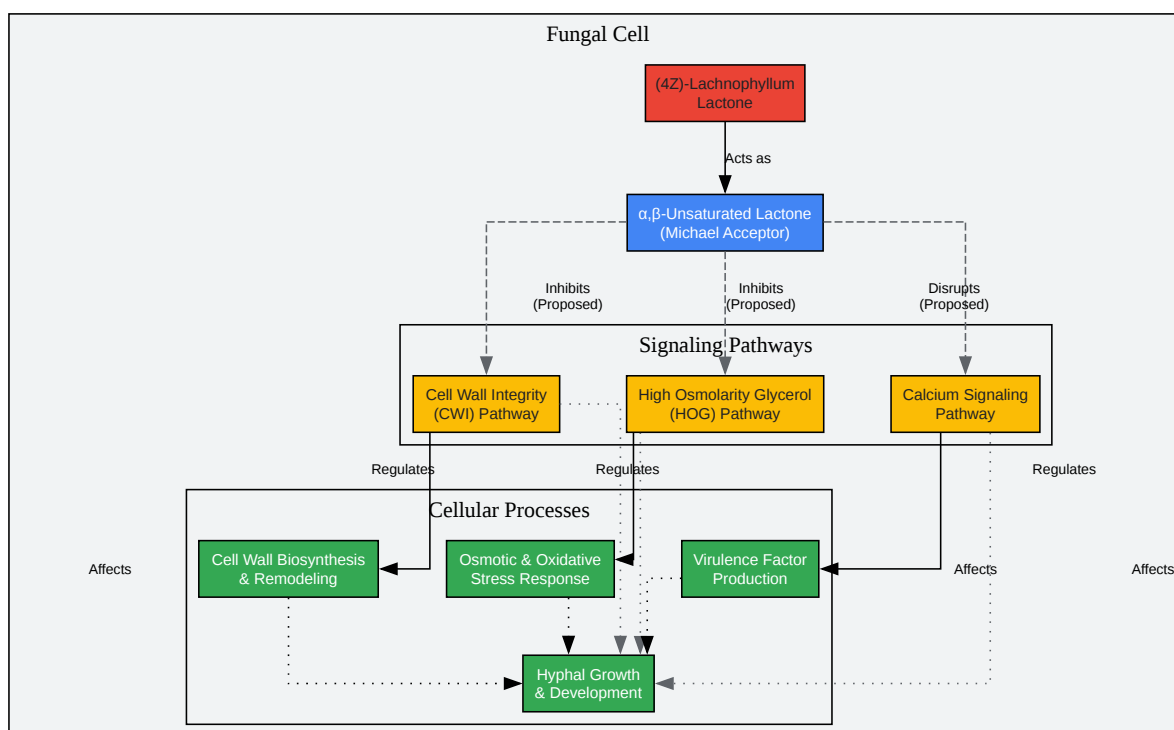 Fungal Cell
(4Z)-Lachnophyllum
Lactone
Acts as
α,β-Unsaturated Lactone
(Michael Acceptor)
Inhibits
(Proposed)
Inhibits
(Proposed)
Disrupts
(Proposed)
Signaling Pathways
Cell Wall Integrity
(CWI) Pathway
High Osmolarity Glycerol
(HOG) Pathway
Calcium Signaling
Pathway
Regulates
Regulates
Regulates
Cellular Processes
Cell Wall Biosynthesis
& Remodeling
Osmotic & Oxidative
Stress Response
Virulence Factor
Production
Affects
Affects
Affects
Hyphal Growth
& Development